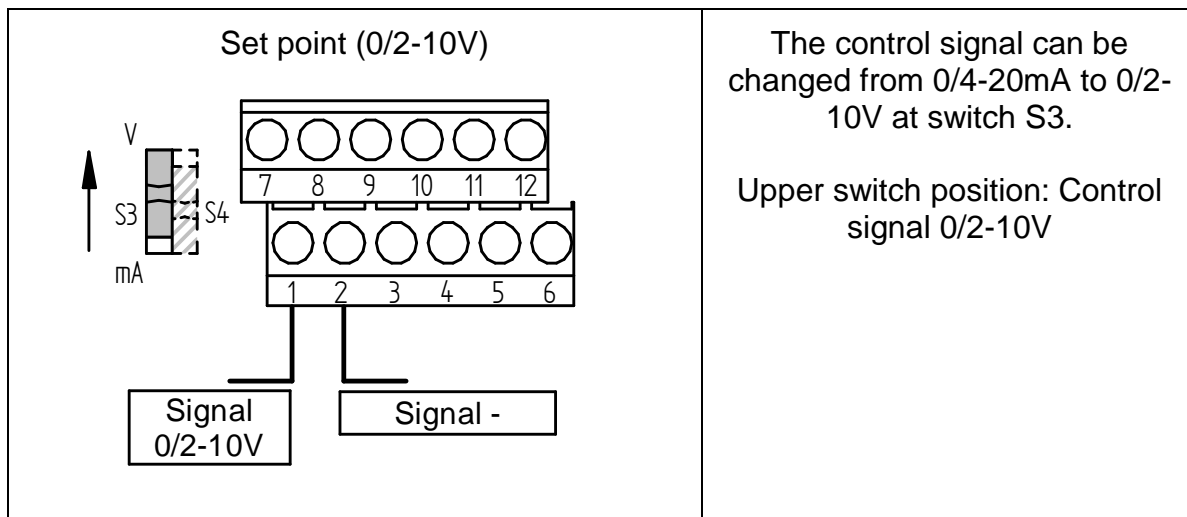 Set point (0/2-10V)
V
7 8 9 10 11 12
S3 S4
mA
1 2 3 4 5 6
Signal
0/2-10V
Signal -
The control signal can be
changed from 0/4-20mA to 0/2-
10V at switch S3.
Upper switch position: Control
signal 0/2-10V